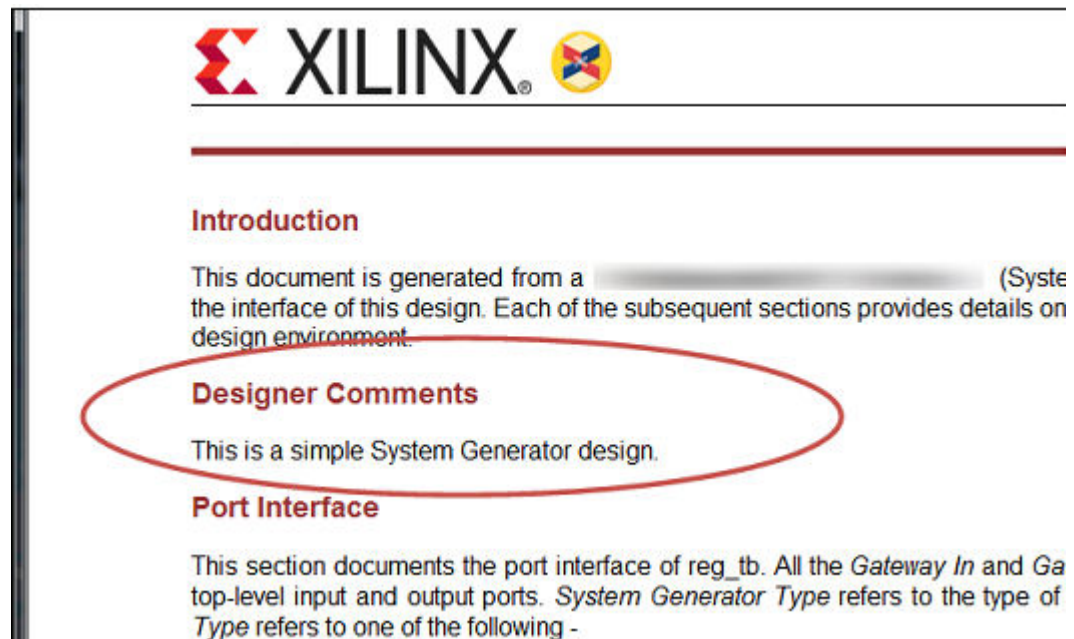 XILINX®
Introduction
This document is generated from a (Syste
the interface of this design. Each of the subsequent sections provides details on
design environment.
Designer Comments
This is a simple System Generator design.
Port Interface
This section documents the port interface of reg_tb. All the Gateway In and Ga
top-level input and output ports. System Generator Type refers to the type of
Type refers to one of the following -